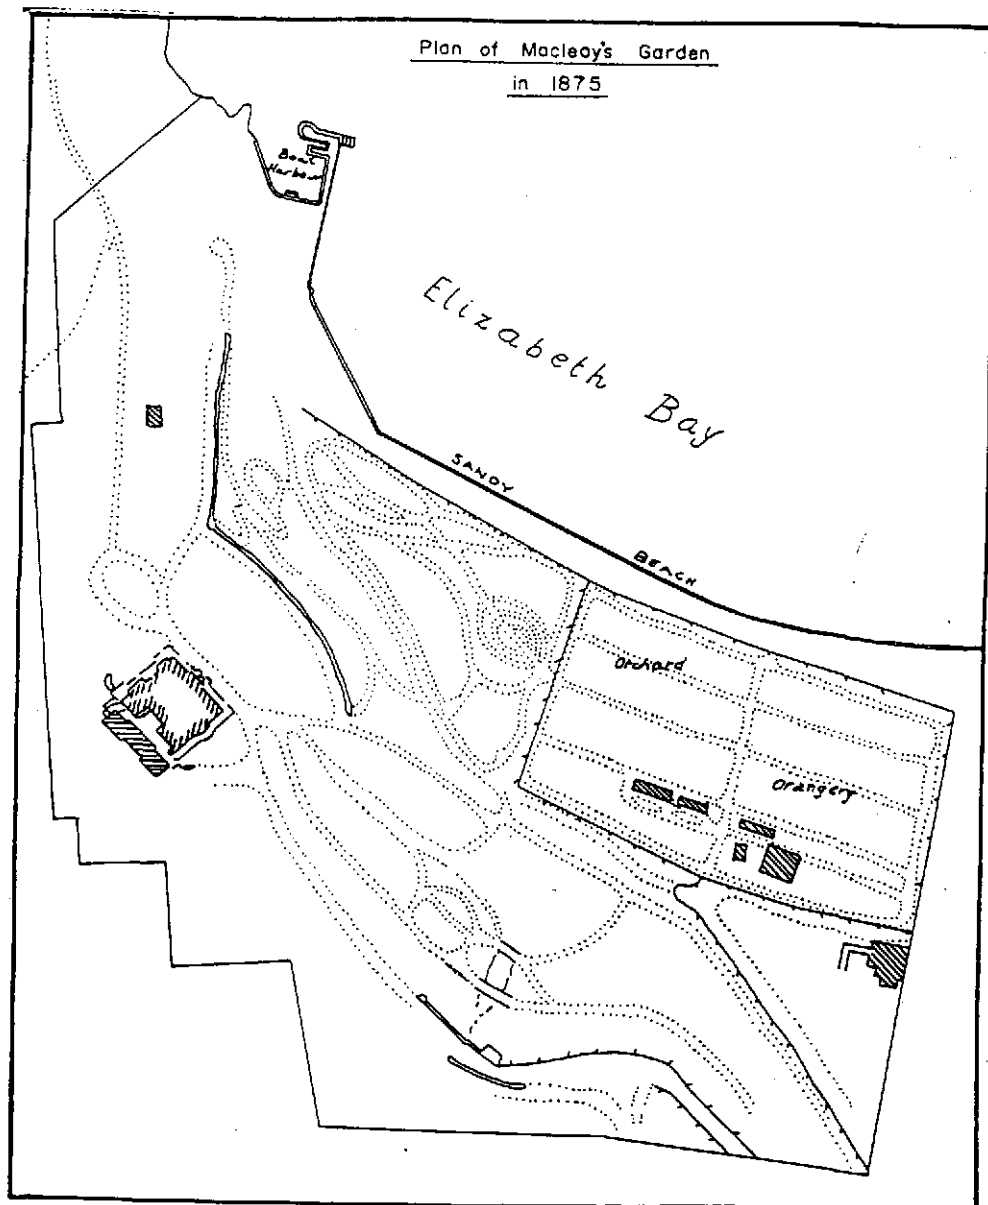 Plan of Macleay's Garden
in 1875
Boat
Harbour
Elizabeth Bay
SANDY
BEACH
Orchard
Orangery